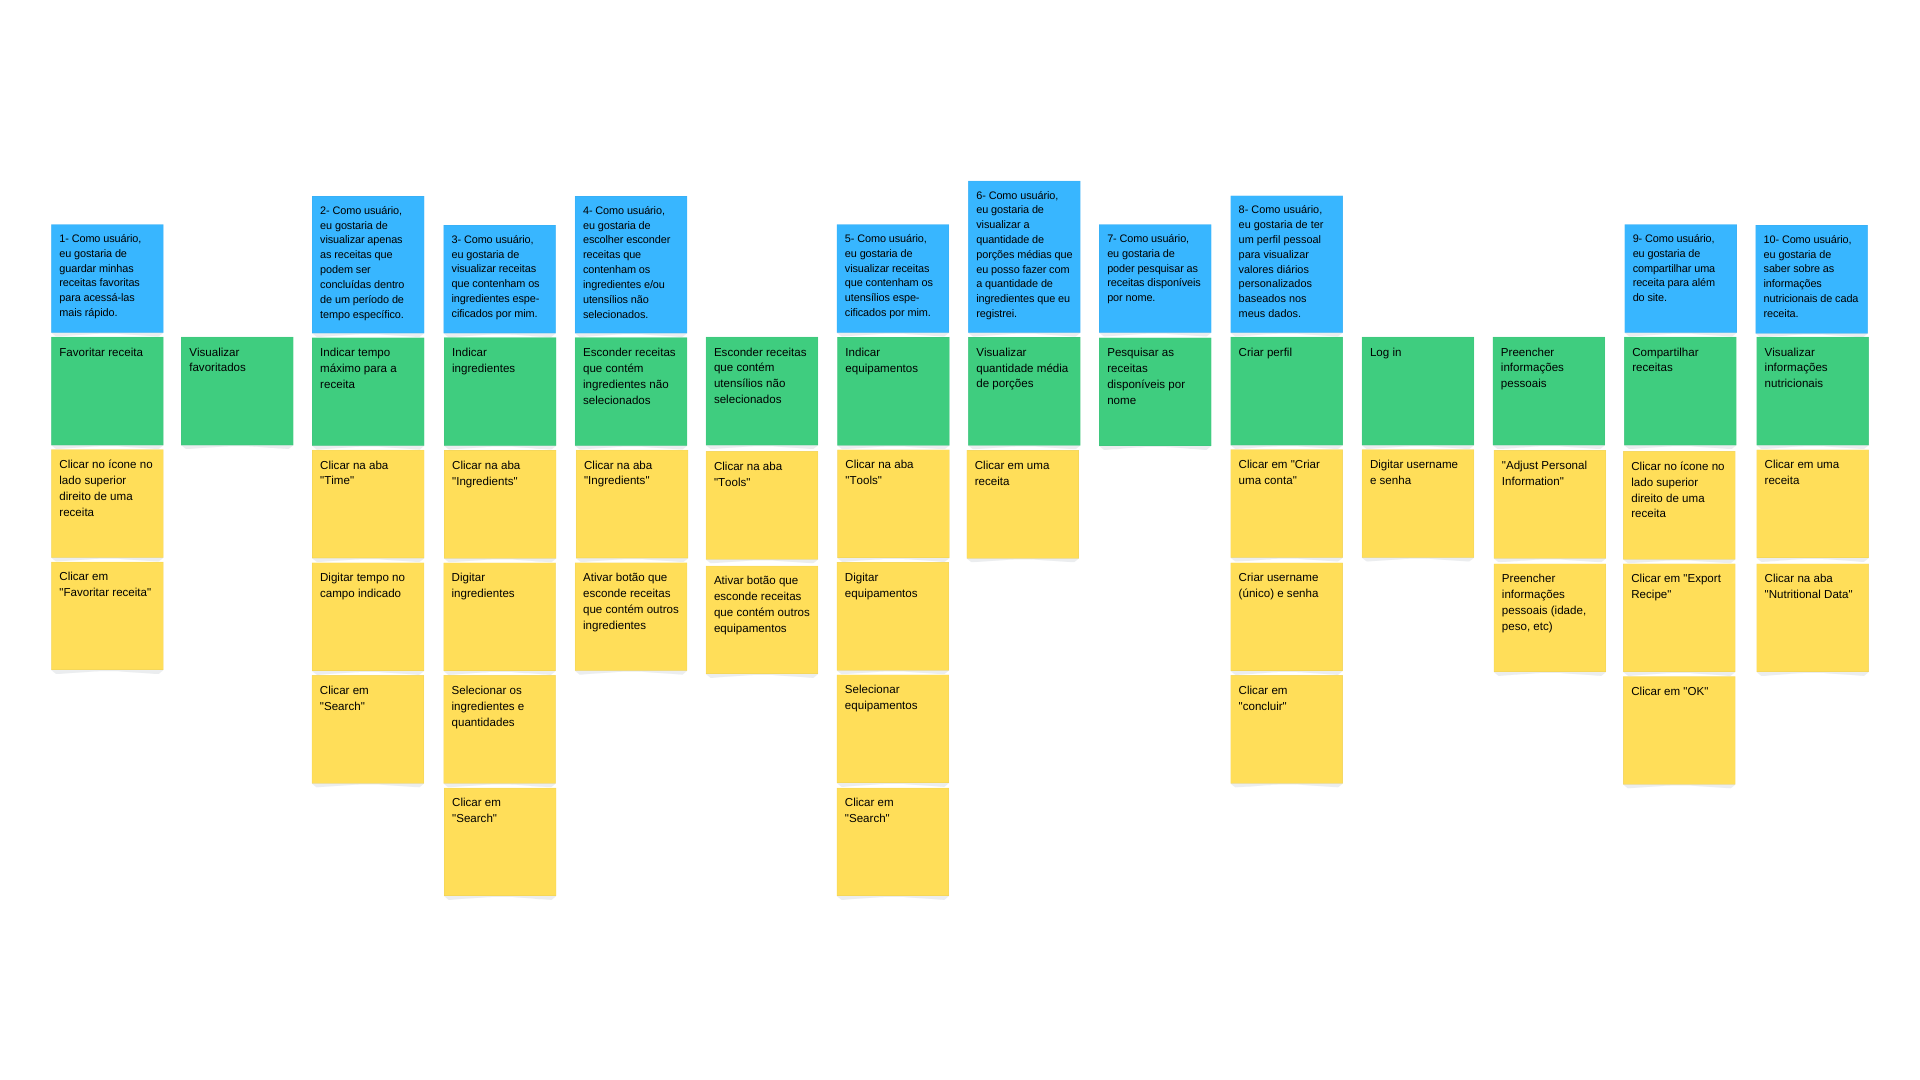 1- Como usuário,
eu gostaria de
guardar minhas
receitas favoritas
para acessá-las
mais rápido.
2- Como usuário,
eu gostaria de
visualizar apenas
as receitas que
podem ser
concluídas dentro
de um período de
tempo específico.
3- Como usuário,
eu gostaria de
visualizar receitas
que contenham os
ingredientes espe-
cificados por mim.
4- Como usuário,
eu gostaria de
escolher esconder
receitas que
contenham os
ingredientes e/ou
utensílios não
selecionados.
5- Como usuário,
eu gostaria de
visualizar receitas
que contenham os
utensílios espe-
cificados por mim.
6- Como usuário,
eu gostaria de
visualizar a
quantidade de
porções médias que
eu posso fazer com
a quantidade de
ingredientes que eu
registrei.
7- Como usuário,
eu gostaria de
poder pesquisar as
receitas disponíveis
por nome.
8- Como usuário,
eu gostaria de ter
um perfil pessoal
para visualizar
valores diários
personalizados
baseados nos
meus dados.
9- Como usuário,
eu gostaria de
compartilhar uma
receita para além
do site.
10- Como usuário,
eu gostaria de
saber sobre as
informações
nutricionais de cada
receita.
Favoritar receita
Visualizar
favoritados
Indicar tempo
máximo para a
receita
Indicar
ingredientes
Esconder receitas
que contém
ingredientes não
selecionados
Esconder receitas
que contém
utensílios não
selecionados
Indicar
equipamentos
Visualizar
quantidade média
de porções
Pesquisar as
receitas
disponíveis por
nome
Criar perfil
Log in
Preencher
informações
pessoais
Compartilhar
receitas
Visualizar
informações
nutricionais
Clicar no ícone no
lado superior
direito de uma
receita
Clicar na aba
"Time"
Clicar na aba
"Ingredients"
Clicar na aba
"Ingredients"
Clicar na aba
"Tools"
Clicar na aba
"Tools"
Clicar em uma
receita
Clicar em "Criar
uma conta"
Digitar username
e senha
"Adjust Personal
Information"
Clicar no ícone no
lado superior
direito de uma
receita
Clicar em uma
receita
Clicar em
"Favoritar receita"
Digitar tempo no
campo indicado
Digitar
ingredientes
Ativar botão que
esconde receitas
que contém outros
ingredientes
Ativar botão que
esconde receitas
que contém outros
equipamentos
Digitar
equipamentos
Criar username
(único) e senha
Preencher
informações
pessoais (idade,
peso, etc)
Clicar em "Export
Recipe"
Clicar na aba
"Nutritional Data"
Clicar em
"Search"
Selecionar os
ingredientes e
quantidades
Selecionar
equipamentos
Clicar em
"concluir"
Clicar em "OK"
Clicar em
"Search"
Clicar em
"Search"